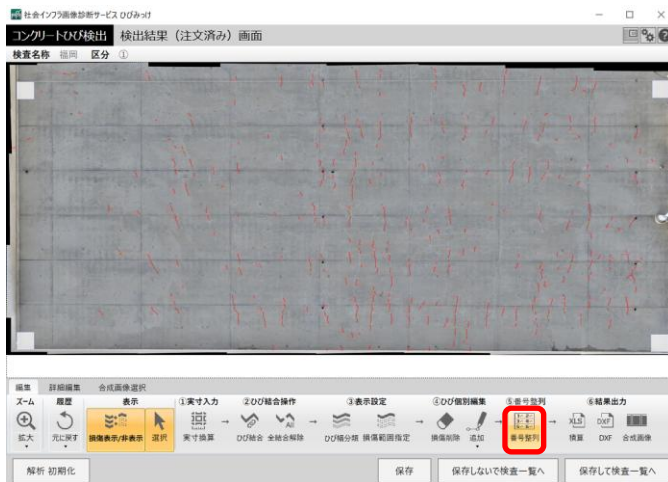 社会インフラ画像診断サービス ひびみっけ
コンクリートひび検出 検出結果（注文済み）画面
検査名称 福岡 区分 ①
編集 詳細編集 合成画像選択
ズーム 履歴 表示 ①実寸入力 ②ひび結合操作 ③表示設定 ④ひび個別編集 ⑤番号整列 ⑥結果出力
XLS DXF
拡大 元に戻す 損傷表示/非表示 選択 実寸換算 ひび結合 全結合解除 ひび分類 損傷範囲指定 損傷削除 追加 番号整列 積算 DXF 合成画像
解析 初期化 保存 保存しないで検査一覧へ 保存して検査一覧へ